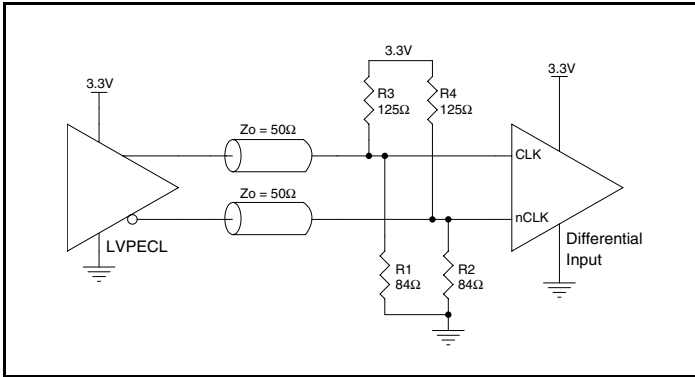 3.3V
3.3V
3.3V
R3
125Ω
R4
125Ω
Zo = 50Ω
CLK
Zo = 50Ω
nCLK
LVPECL
Differential
Input
R1
84Ω
R2
84Ω